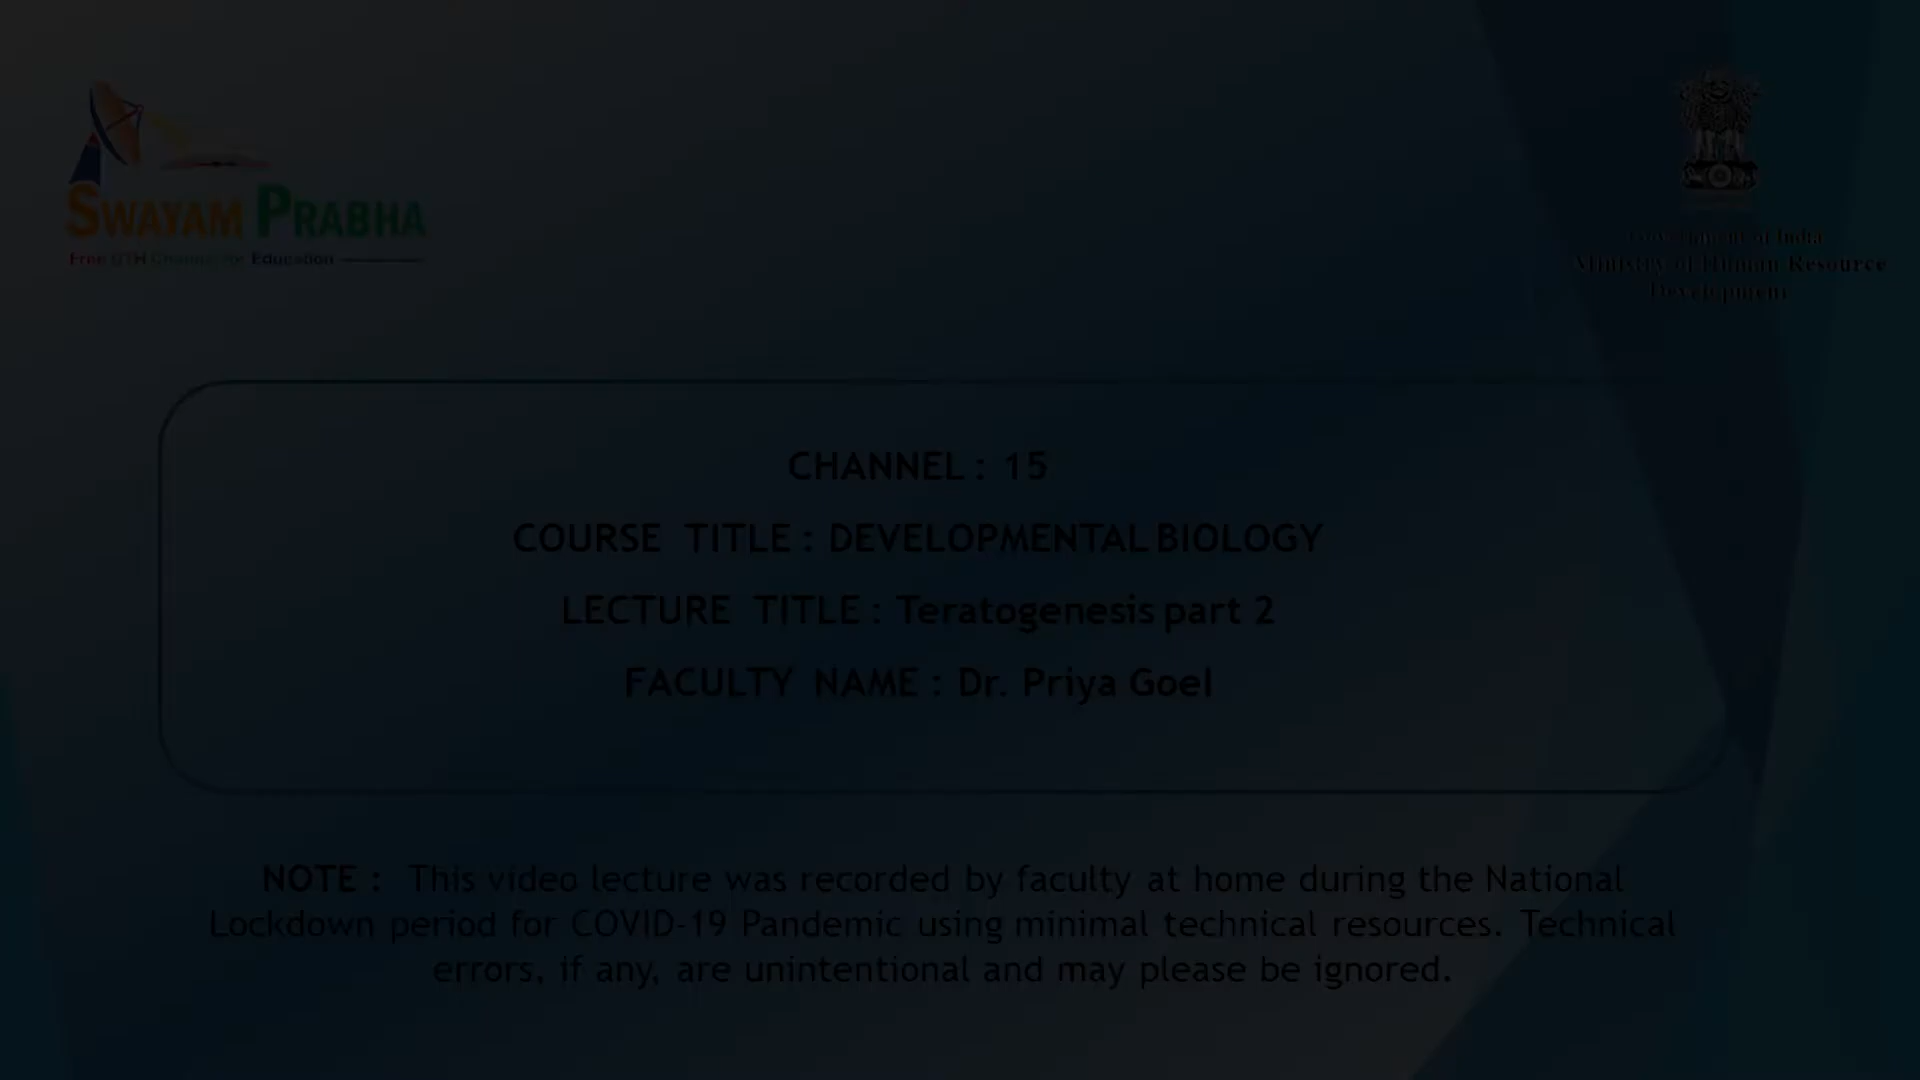 SWAYAM PRABHA
Free DTH Channel for Education
Government of India
Ministry of Human Resource
Development
CHANNEL : 15
COURSE TITLE : DEVELOPMENTAL BIOLOGY
LECTURE TITLE : Teratogenesis part 2
FACULTY NAME : Dr. Priya Goel
NOTE : This video lecture was recorded by faculty at home during the National
Lockdown period for COVID-19 Pandemic using minimal technical resources. Technical
errors, if any, are unintentional and may please be ignored.